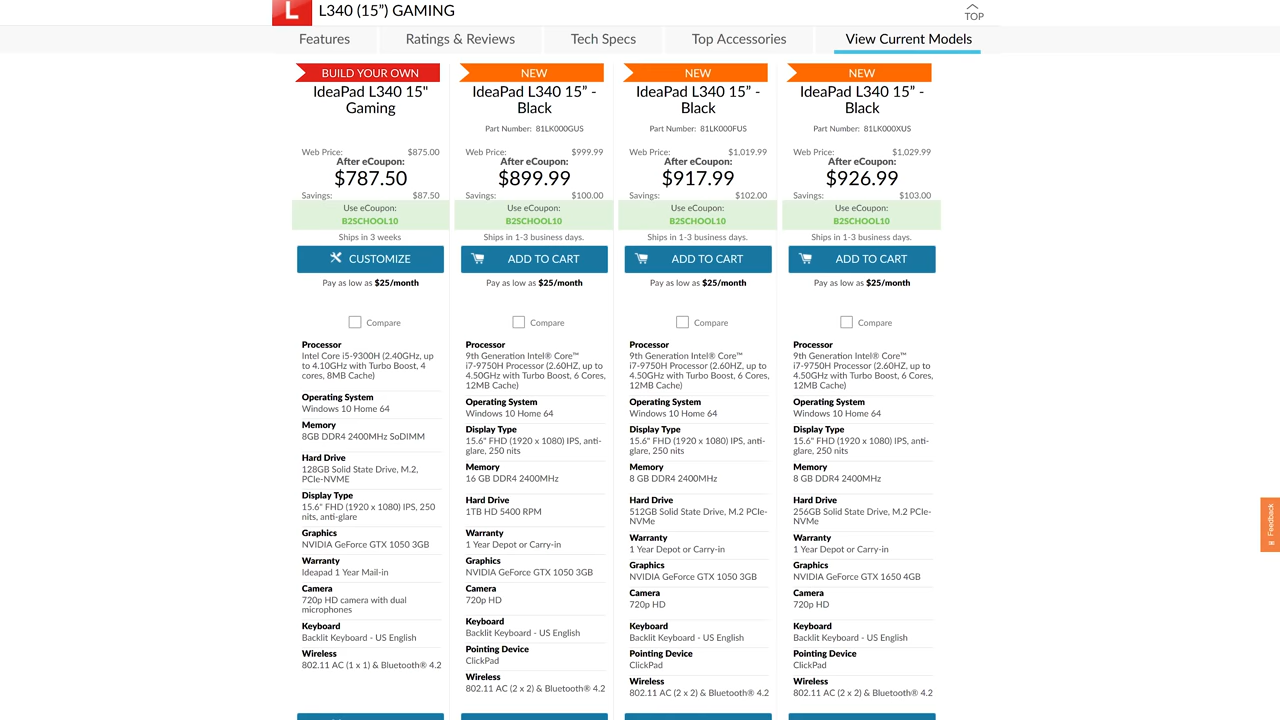 L
L340 (15”) GAMING
TOP
Features
Ratings & Reviews
Tech Specs
Top Accessories
View Current Models
BUILD YOUR OWN
IdeaPad L340 15"
Gaming
Web Price: $875.00
After eCoupon:
$787.50
Savings: $87.50
Use eCoupon:
B2SCHOOL10
Ships in 3 weeks
CUSTOMIZE
Pay as low as $25/month
Compare
Processor
Intel Core i5-9300H (2.40GHz, up
to 4.10GHz with Turbo Boost, 4
cores, 8MB Cache)
Operating System
Windows 10 Home 64
Memory
8GB DDR4 2400MHz SoDIMM
Hard Drive
128GB Solid State Drive, M.2,
PCIe-NVME
Display Type
15.6" FHD (1920 x 1080) IPS, 250
nits, anti-glare
Graphics
NVIDIA GeForce GTX 1050 3GB
Warranty
Ideapad 1 Year Mail-in
Camera
720p HD camera with dual
microphones
Keyboard
Backlit Keyboard - US English
Wireless
802.11 AC (1 x 1) & Bluetooth® 4.2
NEW
IdeaPad L340 15” -
Black
Part Number: 81LK000GUS
Web Price: $999.99
After eCoupon:
$899.99
Savings: $100.00
Use eCoupon:
B2SCHOOL10
Ships in 1-3 business days.
ADD TO CART
Pay as low as $25/month
Compare
Processor
9th Generation Intel® Core™
i7-9750H Processor (2.60HZ, up to
4.50GHz with Turbo Boost, 6 Cores,
12MB Cache)
Operating System
Windows 10 Home 64
Display Type
15.6" FHD (1920 x 1080) IPS, anti-
glare, 250 nits
Memory
16 GB DDR4 2400MHz
Hard Drive
1TB HD 5400 RPM
Warranty
1 Year Depot or Carry-in
Graphics
NVIDIA GeForce GTX 1050 3GB
Camera
720p HD
Keyboard
Backlit Keyboard - US English
Pointing Device
ClickPad
Wireless
802.11 AC (2 x 2) & Bluetooth® 4.2
NEW
IdeaPad L340 15” -
Black
Part Number: 81LK000FUS
Web Price: $1,019.99
After eCoupon:
$917.99
Savings: $102.00
Use eCoupon:
B2SCHOOL10
Ships in 1-3 business days.
ADD TO CART
Pay as low as $25/month
Compare
Processor
9th Generation Intel® Core™
i7-9750H Processor (2.60HZ, up to
4.50GHz with Turbo Boost, 6 Cores,
12MB Cache)
Operating System
Windows 10 Home 64
Display Type
15.6" FHD (1920 x 1080) IPS, anti-
glare, 250 nits
Memory
8 GB DDR4 2400MHz
Hard Drive
512GB Solid State Drive, M.2 PCIe-
NVMe
Warranty
1 Year Depot or Carry-in
Graphics
NVIDIA GeForce GTX 1050 3GB
Camera
720p HD
Keyboard
Backlit Keyboard - US English
Pointing Device
ClickPad
Wireless
802.11 AC (2 x 2) & Bluetooth® 4.2
NEW
IdeaPad L340 15” -
Black
Part Number: 81LK000XUS
Web Price: $1,029.99
After eCoupon:
$926.99
Savings: $103.00
Use eCoupon:
B2SCHOOL10
Ships in 1-3 business days.
ADD TO CART
Pay as low as $25/month
Compare
Processor
9th Generation Intel® Core™
i7-9750H Processor (2.60HZ, up to
4.50GHz with Turbo Boost, 6 Cores,
12MB Cache)
Operating System
Windows 10 Home 64
Display Type
15.6" FHD (1920 x 1080) IPS, anti-
glare, 250 nits
Memory
8 GB DDR4 2400MHz
Hard Drive
256GB Solid State Drive, M.2 PCIe-
NVMe
Warranty
1 Year Depot or Carry-in
Graphics
NVIDIA GeForce GTX 1650 4GB
Camera
720p HD
Keyboard
Backlit Keyboard - US English
Pointing Device
ClickPad
Wireless
802.11 AC (2 x 2) & Bluetooth® 4.2
Feedback